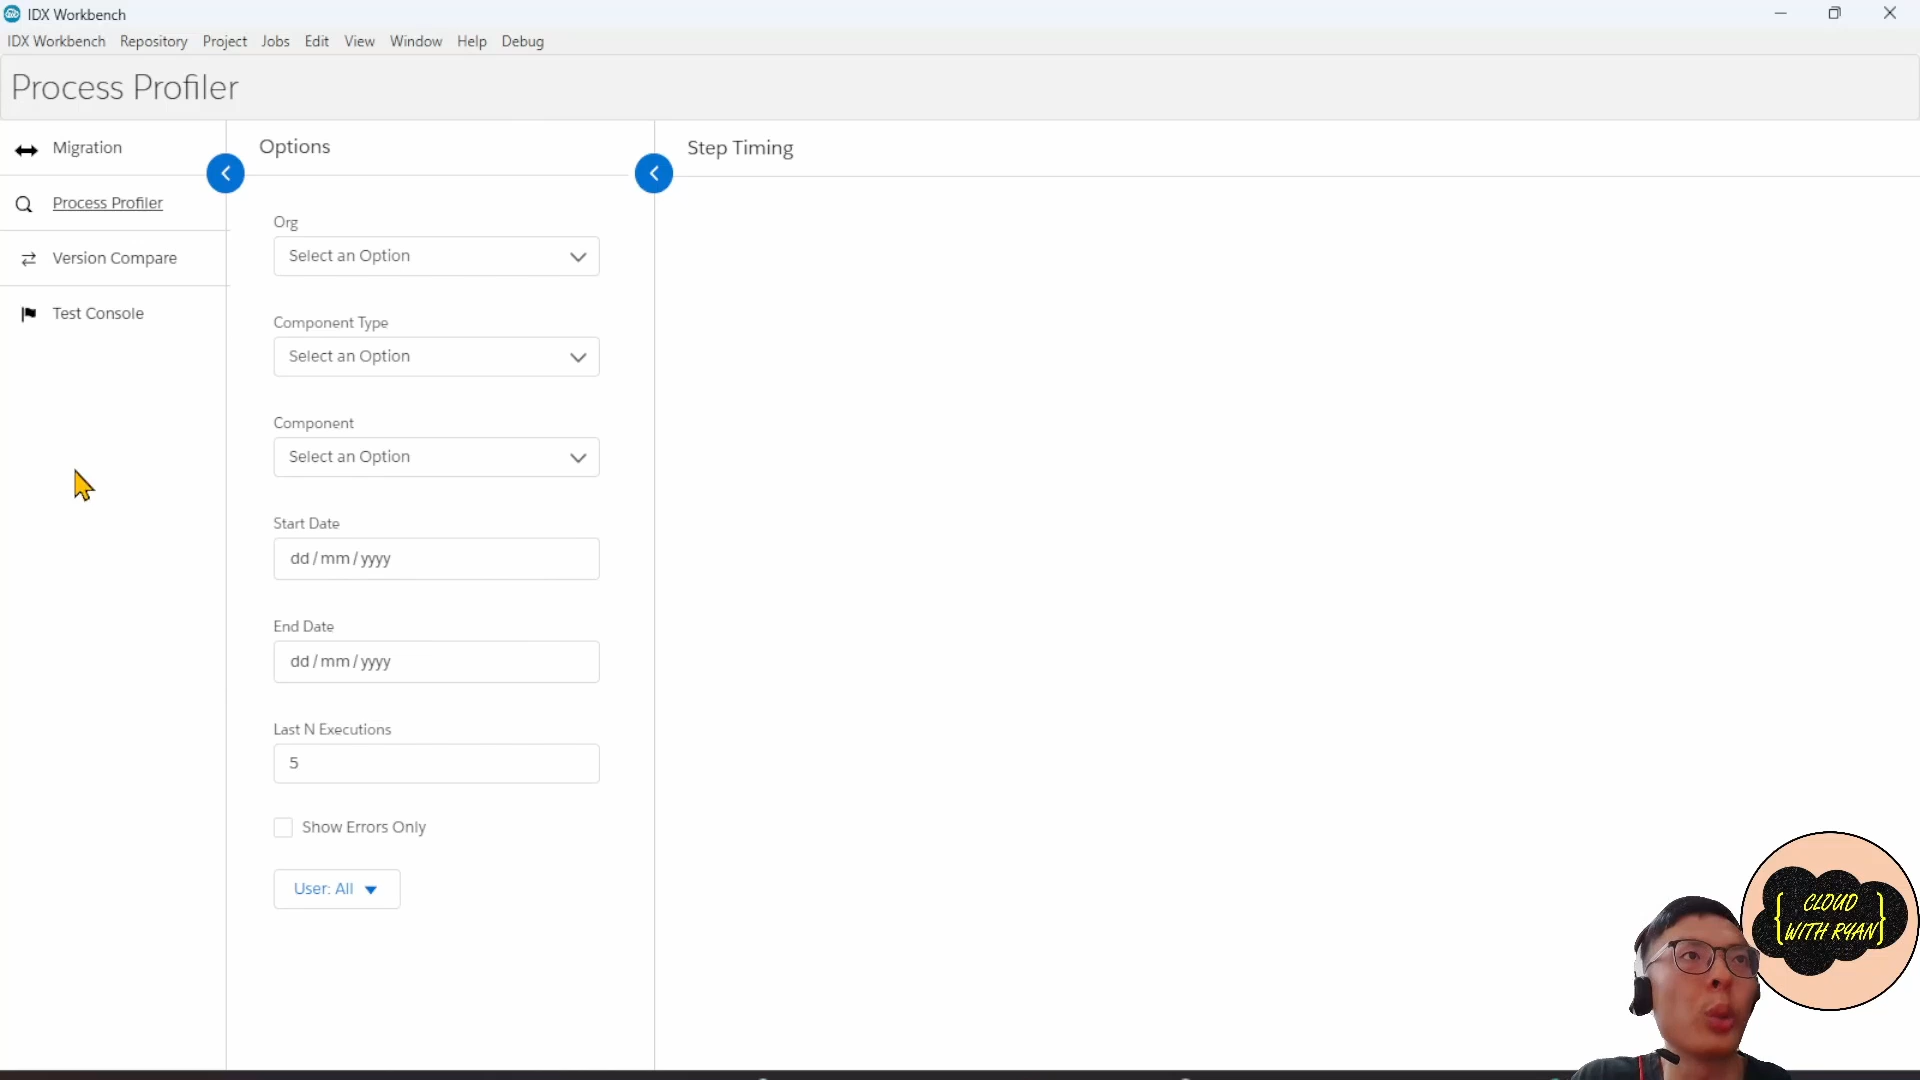 IDX Workbench
IDX Workbench Repository Project Jobs Edit View Window Help Debug
Process Profiler
Migration
Process Profiler
Version Compare
Test Console
Options
Org
Select an Option
Component Type
Select an Option
Component
Select an Option
Start Date
dd/mm/yyyy
End Date
dd/mm/yyyy
Last N Executions
5
Show Errors Only
User: All
Step Timing
{ CLOUD
WITH RYAN }